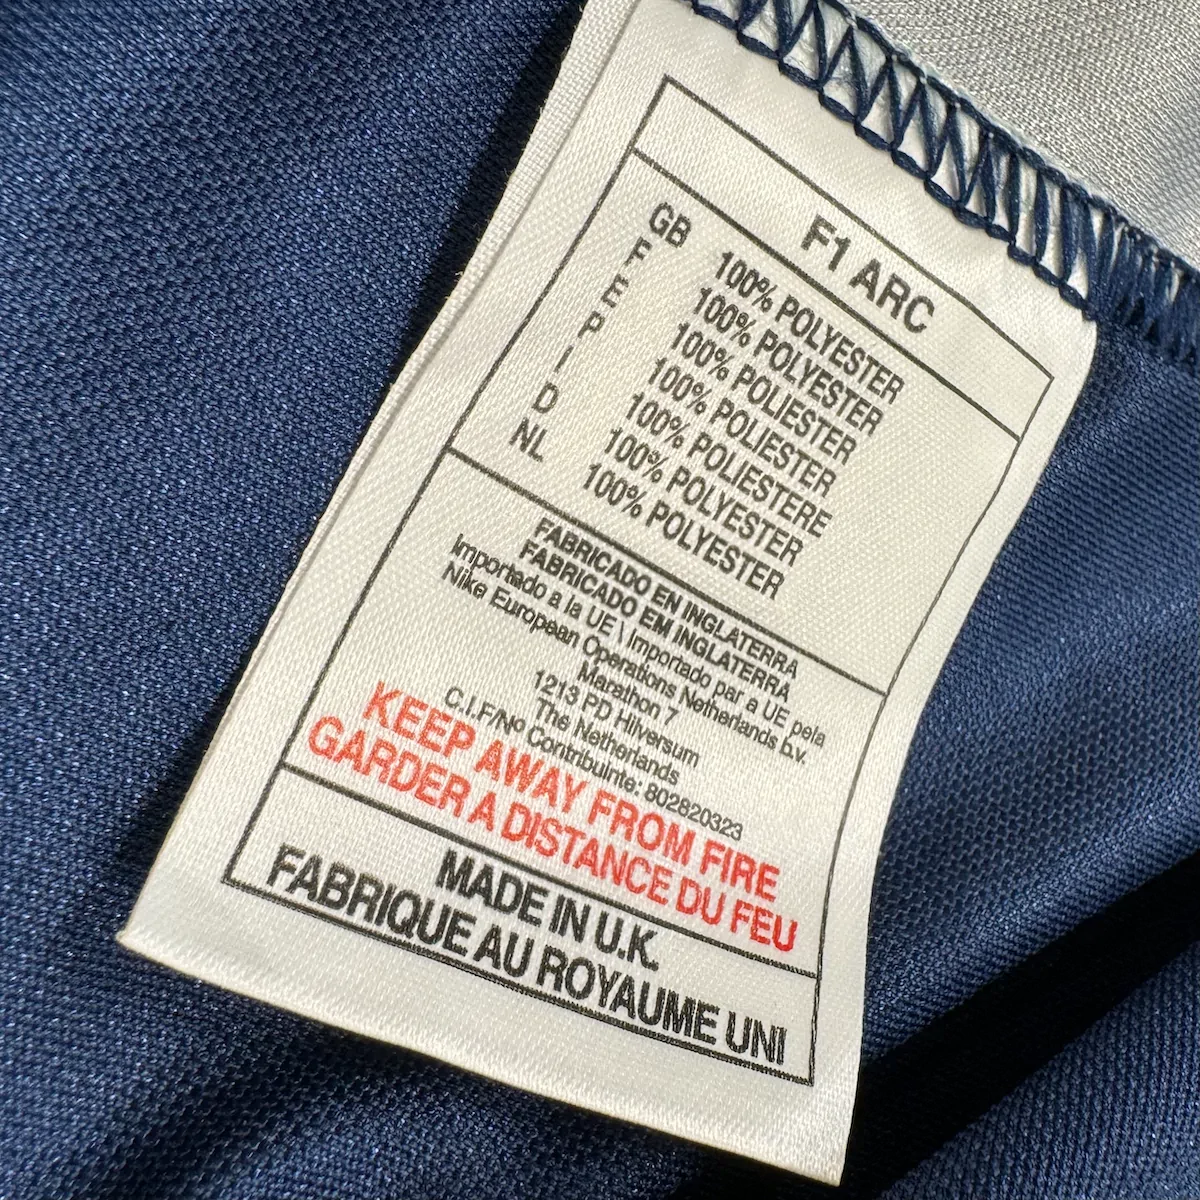 F1 ARC
GB 100% POLYESTER
F 100% POLYESTER
E 100% POLIESTER
P 100% POLIESTER
I 100% POLIESTERE
D 100% POLYESTER
NL 100% POLYESTER
FABRICADO EN INGLATERRA
FABRICADO EM INGLATERRA
Importado a la UE \ Importado par a UE pela
Nike European Operations Netherlands b.v.
Marathon 7
1213 PD Hilversum
The Netherlands
C.I.F/Nº Contribuinte: 802820323
KEEP AWAY FROM FIRE
GARDER A DISTANCE DU FEU
MADE IN U.K.
FABRIQUE AU ROYAUME UNI